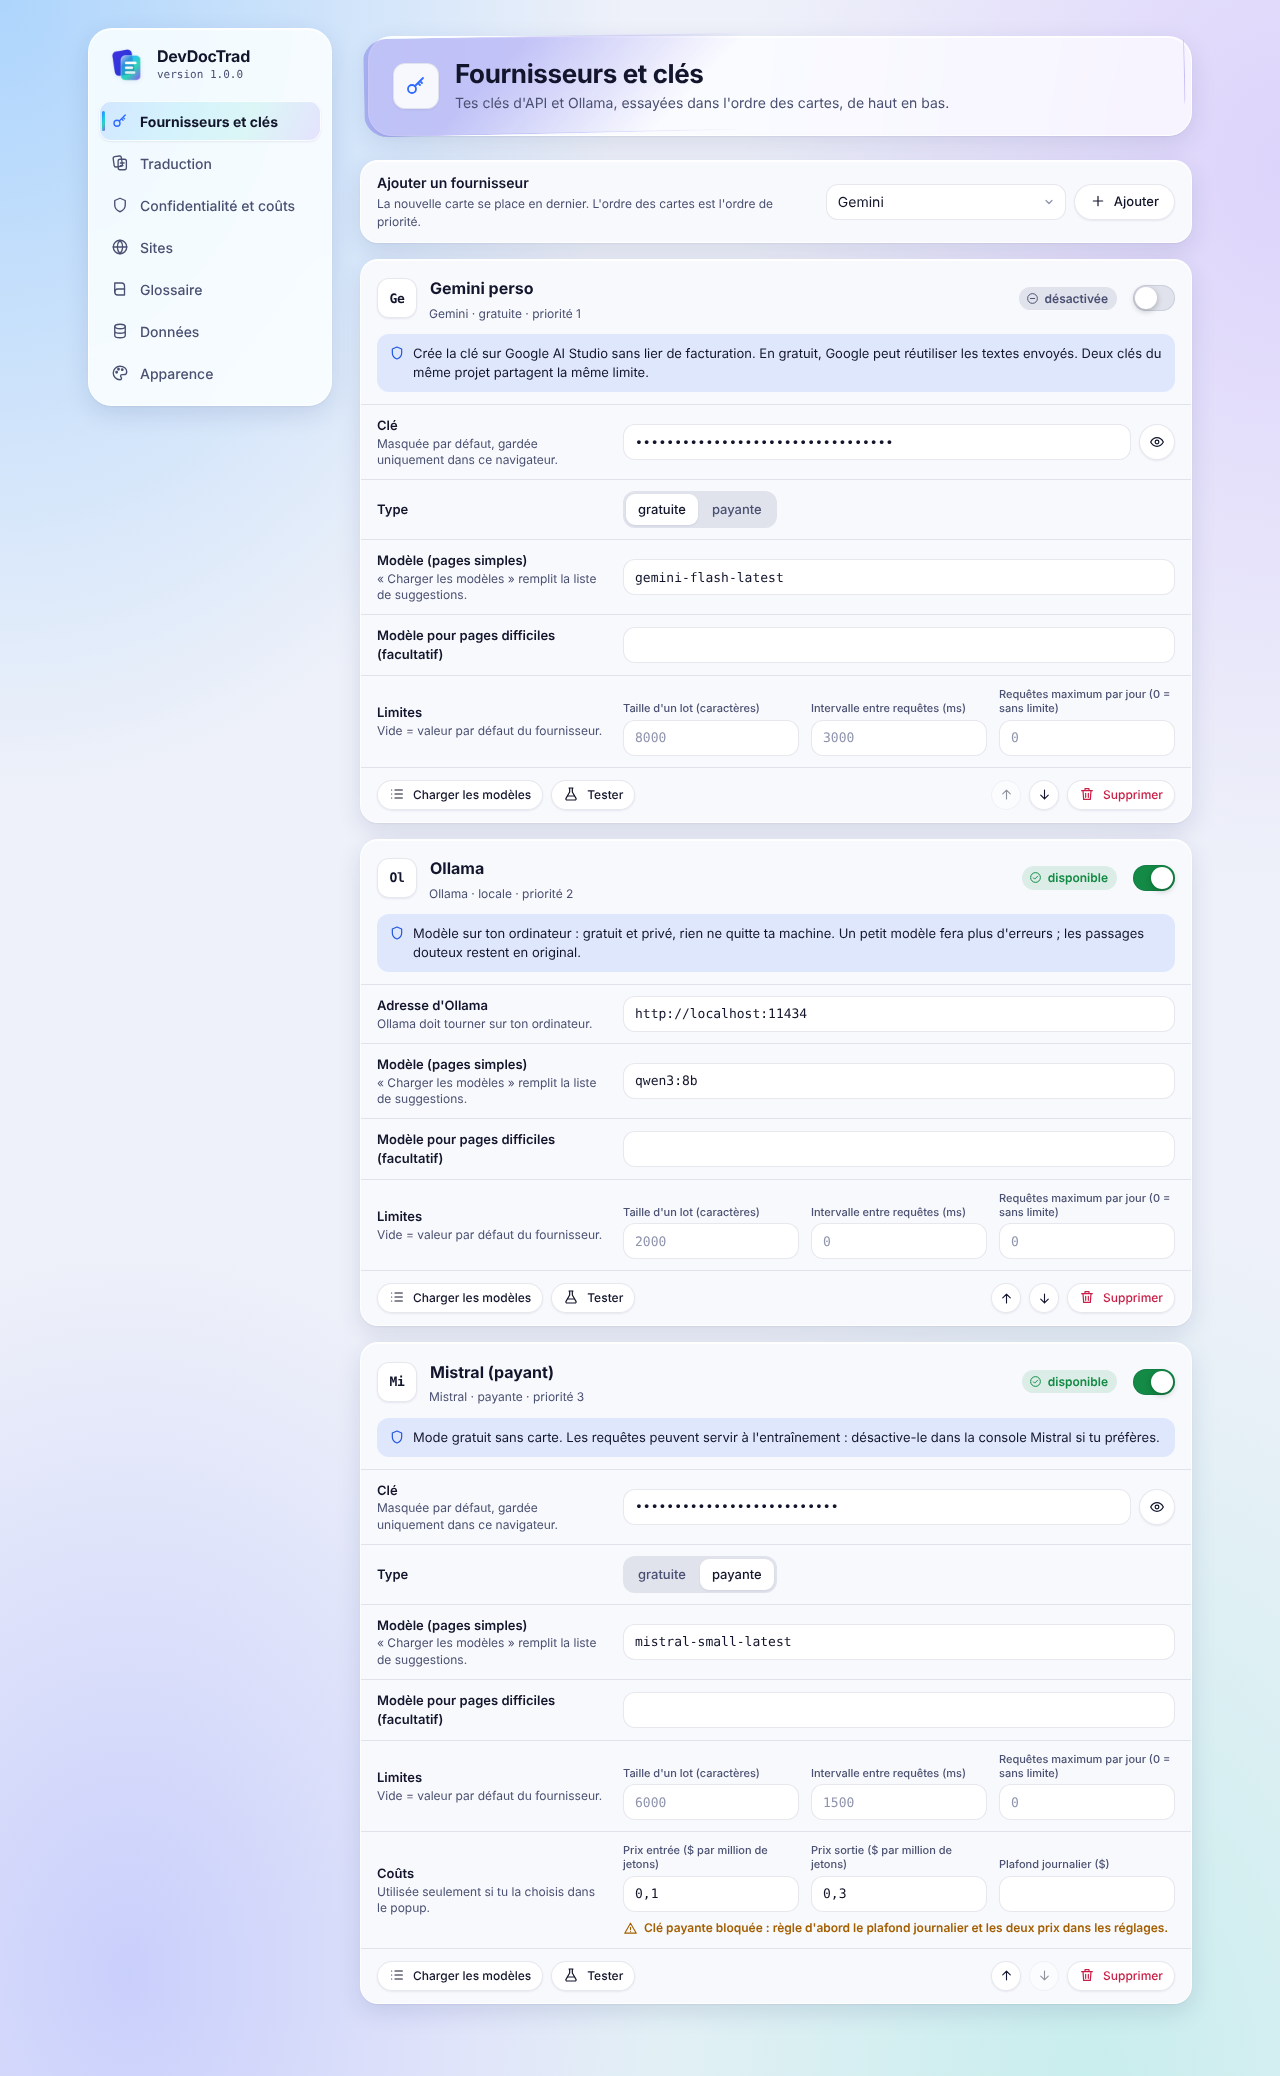 DevDocTrad
version 1.0.0
Fournisseurs et clés
Traduction
Confidentialité et coûts
Sites
Glossaire
Données
Apparence
Fournisseurs et clés
Tes clés d'API et Ollama, essayées dans l'ordre des cartes, de haut en bas.
Ajouter un fournisseur
La nouvelle carte se place en dernier. L'ordre des cartes est l'ordre de
priorité.
Gemini
Ajouter
Ge
Gemini perso
Gemini · gratuite · priorité 1
désactivée
Crée la clé sur Google AI Studio sans lier de facturation. En gratuit, Google peut réutiliser les textes envoyés. Deux clés du
même projet partagent la même limite.
Clé
Masquée par défaut, gardée
uniquement dans ce navigateur.
•••••••••••••••••••••••••••••••••
Type
gratuite
payante
Modèle (pages simples)
« Charger les modèles » remplit la liste
de suggestions.
gemini-flash-latest
Modèle pour pages difficiles
(facultatif)
Limites
Vide = valeur par défaut du fournisseur.
Taille d'un lot (caractères)
8000
Intervalle entre requêtes (ms)
3000
Requêtes maximum par jour (0 =
sans limite)
0
Charger les modèles
Tester
Supprimer
Ol
Ollama
Ollama · locale · priorité 2
disponible
Modèle sur ton ordinateur : gratuit et privé, rien ne quitte ta machine. Un petit modèle fera plus d'erreurs ; les passages
douteux restent en original.
Adresse d'Ollama
Ollama doit tourner sur ton ordinateur.
http://localhost:11434
Modèle (pages simples)
« Charger les modèles » remplit la liste
de suggestions.
qwen3:8b
Modèle pour pages difficiles
(facultatif)
Limites
Vide = valeur par défaut du fournisseur.
Taille d'un lot (caractères)
2000
Intervalle entre requêtes (ms)
0
Requêtes maximum par jour (0 =
sans limite)
0
Charger les modèles
Tester
Supprimer
Mi
Mistral (payant)
Mistral · payante · priorité 3
disponible
Mode gratuit sans carte. Les requêtes peuvent servir à l'entraînement : désactive-le dans la console Mistral si tu préfères.
Clé
Masquée par défaut, gardée
uniquement dans ce navigateur.
••••••••••••••••••••••••••
Type
gratuite
payante
Modèle (pages simples)
« Charger les modèles » remplit la liste
de suggestions.
mistral-small-latest
Modèle pour pages difficiles
(facultatif)
Limites
Vide = valeur par défaut du fournisseur.
Taille d'un lot (caractères)
6000
Intervalle entre requêtes (ms)
1500
Requêtes maximum par jour (0 =
sans limite)
0
Coûts
Utilisée seulement si tu la choisis dans
le popup.
Prix entrée ($ par million de
jetons)
0,1
Prix sortie ($ par million de
jetons)
0,3
Plafond journalier ($)
Clé payante bloquée : règle d'abord le plafond journalier et les deux prix dans les réglages.
Charger les modèles
Tester
Supprimer